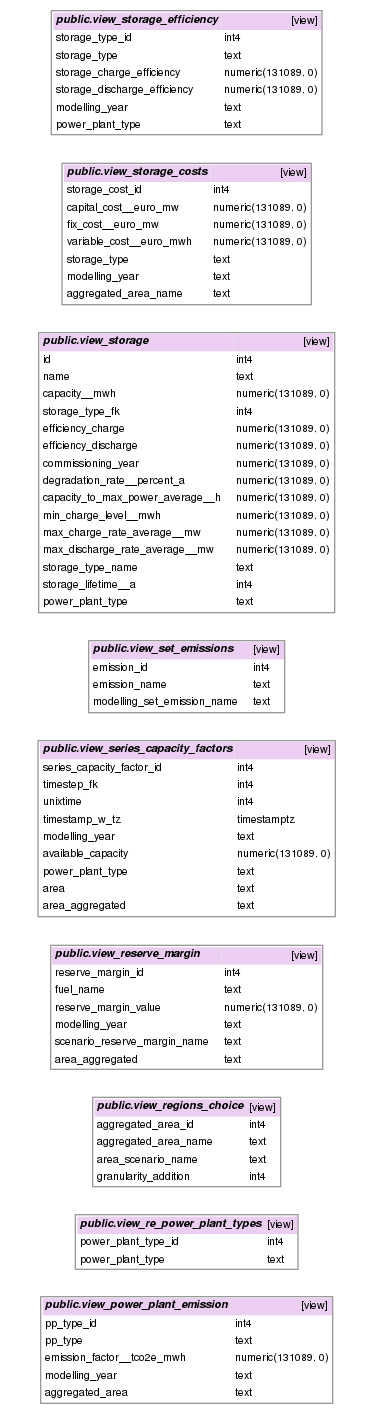 public.view_storage_efficiency [view]
storage_type_id int4
storage_type text
storage_charge_efficiency numeric(131089, 0)
storage_discharge_efficiency numeric(131089, 0)
modelling_year text
power_plant_type text
public.view_storage_costs [view]
storage_cost_id int4
capital_cost__euro_mw numeric(131089, 0)
fix_cost__euro_mw numeric(131089, 0)
variable_cost__euro_mwh numeric(131089, 0)
storage_type text
modelling_year text
aggregated_area_name text
public.view_storage [view]
id int4
name text
capacity__mwh numeric(131089, 0)
storage_type_fk int4
efficiency_charge numeric(131089, 0)
efficiency_discharge numeric(131089, 0)
commissioning_year numeric(131089, 0)
degradation_rate__percent_a numeric(131089, 0)
capacity_to_max_power_average__h numeric(131089, 0)
min_charge_level__mwh numeric(131089, 0)
max_charge_rate_average__mw numeric(131089, 0)
max_discharge_rate_average__mw numeric(131089, 0)
storage_type_name text
storage_lifetime__a int4
power_plant_type text
public.view_set_emissions [view]
emission_id int4
emission_name text
modelling_set_emission_name text
public.view_series_capacity_factors [view]
series_capacity_factor_id int4
timestep_fk int4
unixtime int4
timestamp_w_tz timestamptz
modelling_year text
available_capacity numeric(131089, 0)
power_plant_type text
area text
area_aggregated text
public.view_reserve_margin [view]
reserve_margin_id int4
fuel_name text
reserve_margin_value numeric(131089, 0)
modelling_year text
scenario_reserve_margin_name text
area_aggregated text
public.view_regions_choice [view]
aggregated_area_id int4
aggregated_area_name text
area_scenario_name text
granularity_addition int4
public.view_re_power_plant_types [view]
power_plant_type_id int4
power_plant_type text
public.view_power_plant_emission [view]
pp_type_id int4
pp_type text
emission_factor__tco2e_mwh numeric(131089, 0)
modelling_year text
aggregated_area text